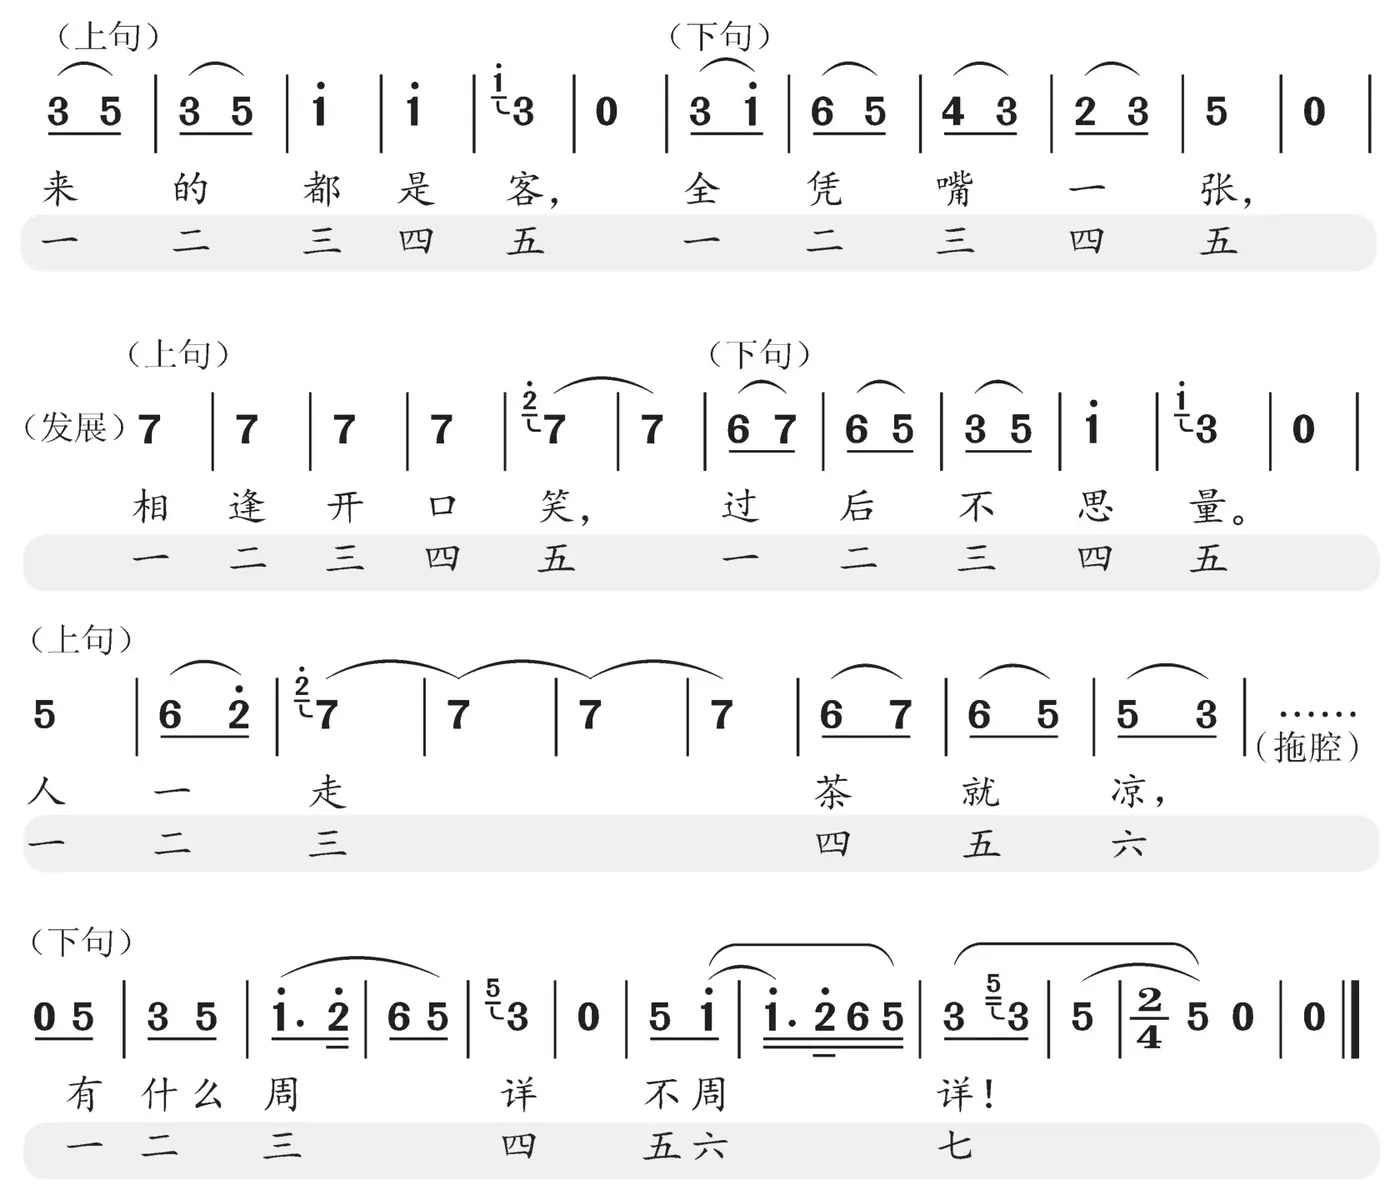 （上句） （下句）
3 5 | 3 5 | i | i | i 3 | 0 | 3 i | 6 5 | 4 3 | 2 3 | 5 | 0 |
来 的 都 是 客， 全 凭 嘴 一 张，
一 二 三 四 五 一 二 三 四 五
（上句） （下句）
（发展） 7 | 7 | 7 | 7 | 2 7 | 7 | 6 7 | 6 5 | 3 5 | i | i 3 | 0 |
相 逢 开 口 笑， 过 后 不 思 量。
一 二 三 四 五 一 二 三 四 五
（上句）
5 | 6 2 | 2 7 | 7 | 7 | 7 | 6 7 | 6 5 | 5 3 | ……
（拖腔）
人 一 走 茶 就 凉，
一 二 三 四 五 六
（下句）
0 5 | 3 5 | i. 2 | 6 5 | 5 3 | 0 | 5 i | i. 2 6 5 | 3 5 3 | 5 | 2/4 5 0 | 0 ‖
有 什 么 周 详 不 周 详！
一 二 三 四 五 六 七